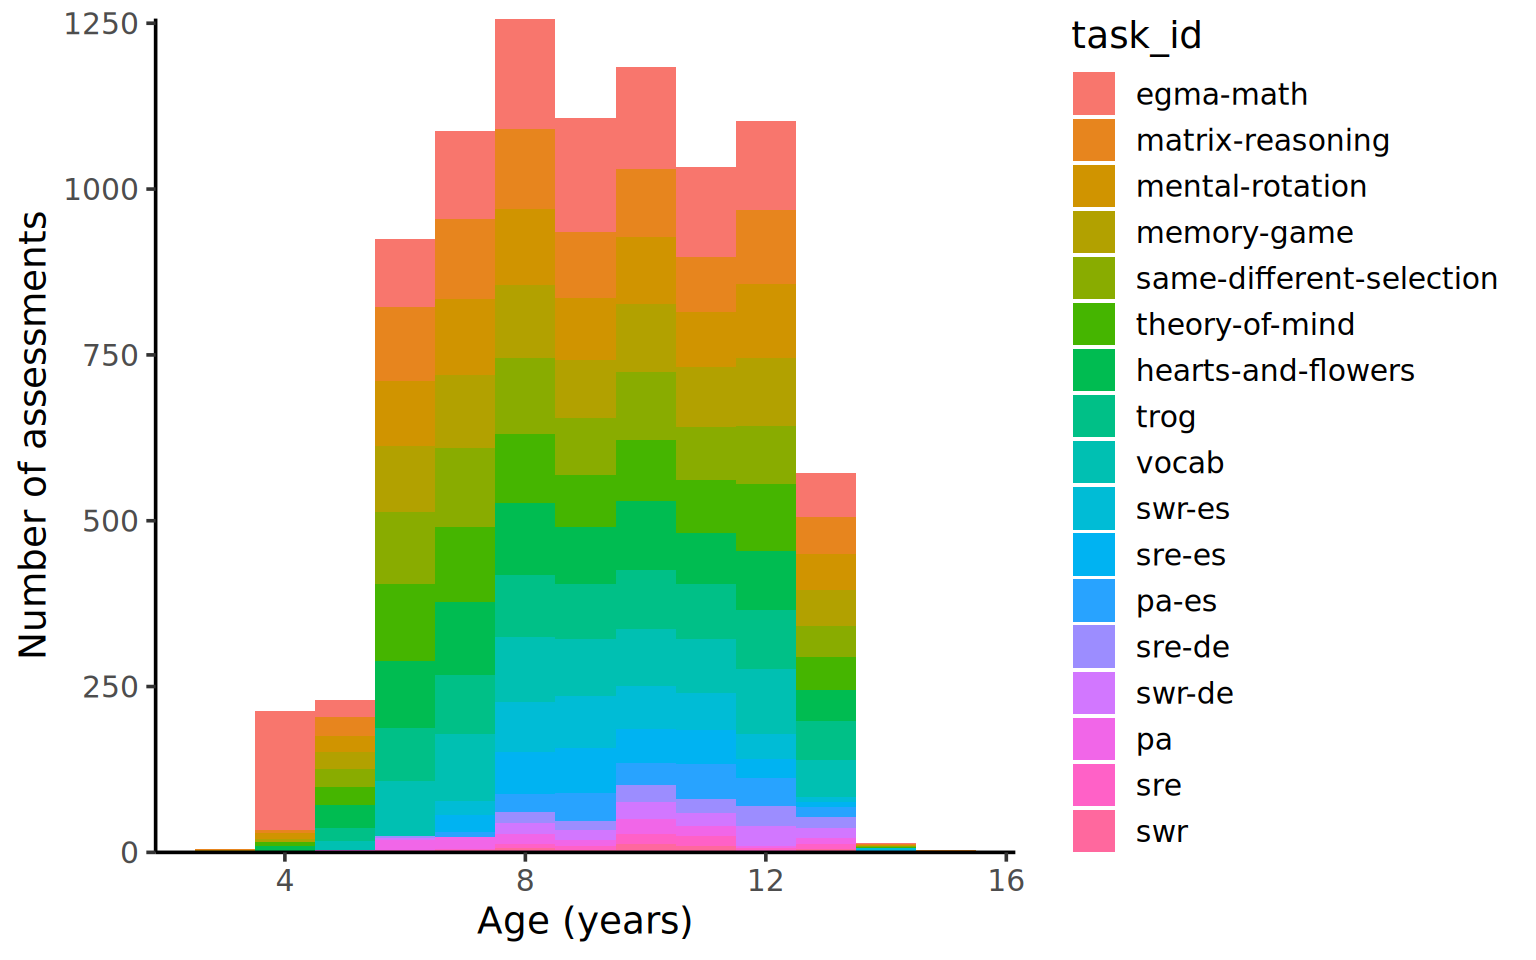 Number of assessments
1250
1000
750
500
250
0
4
8
12
16
Age (years)
task_id
egma-math
matrix-reasoning
mental-rotation
memory-game
same-different-selection
theory-of-mind
hearts-and-flowers
trog
vocab
swr-es
sre-es
pa-es
sre-de
swr-de
pa
sre
swr